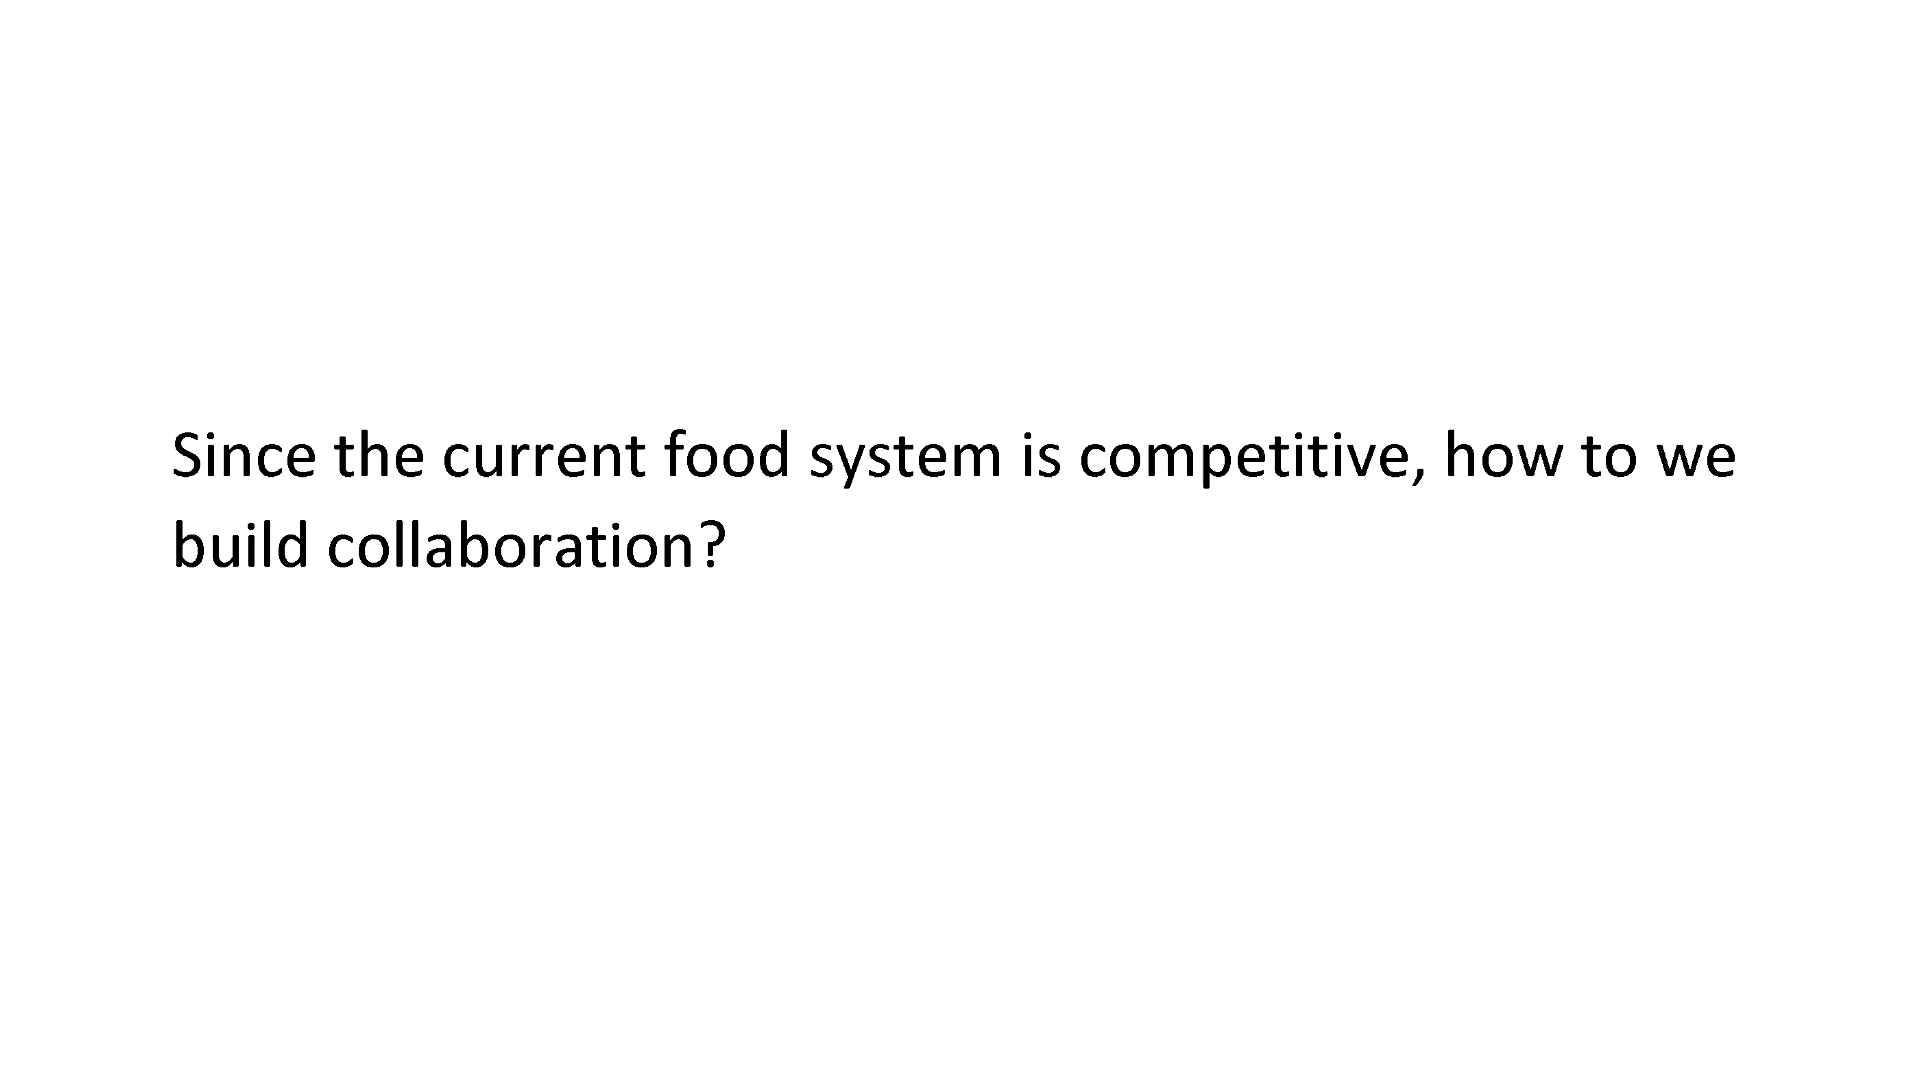 Since the current food system is competitive, how to we
build collaboration?